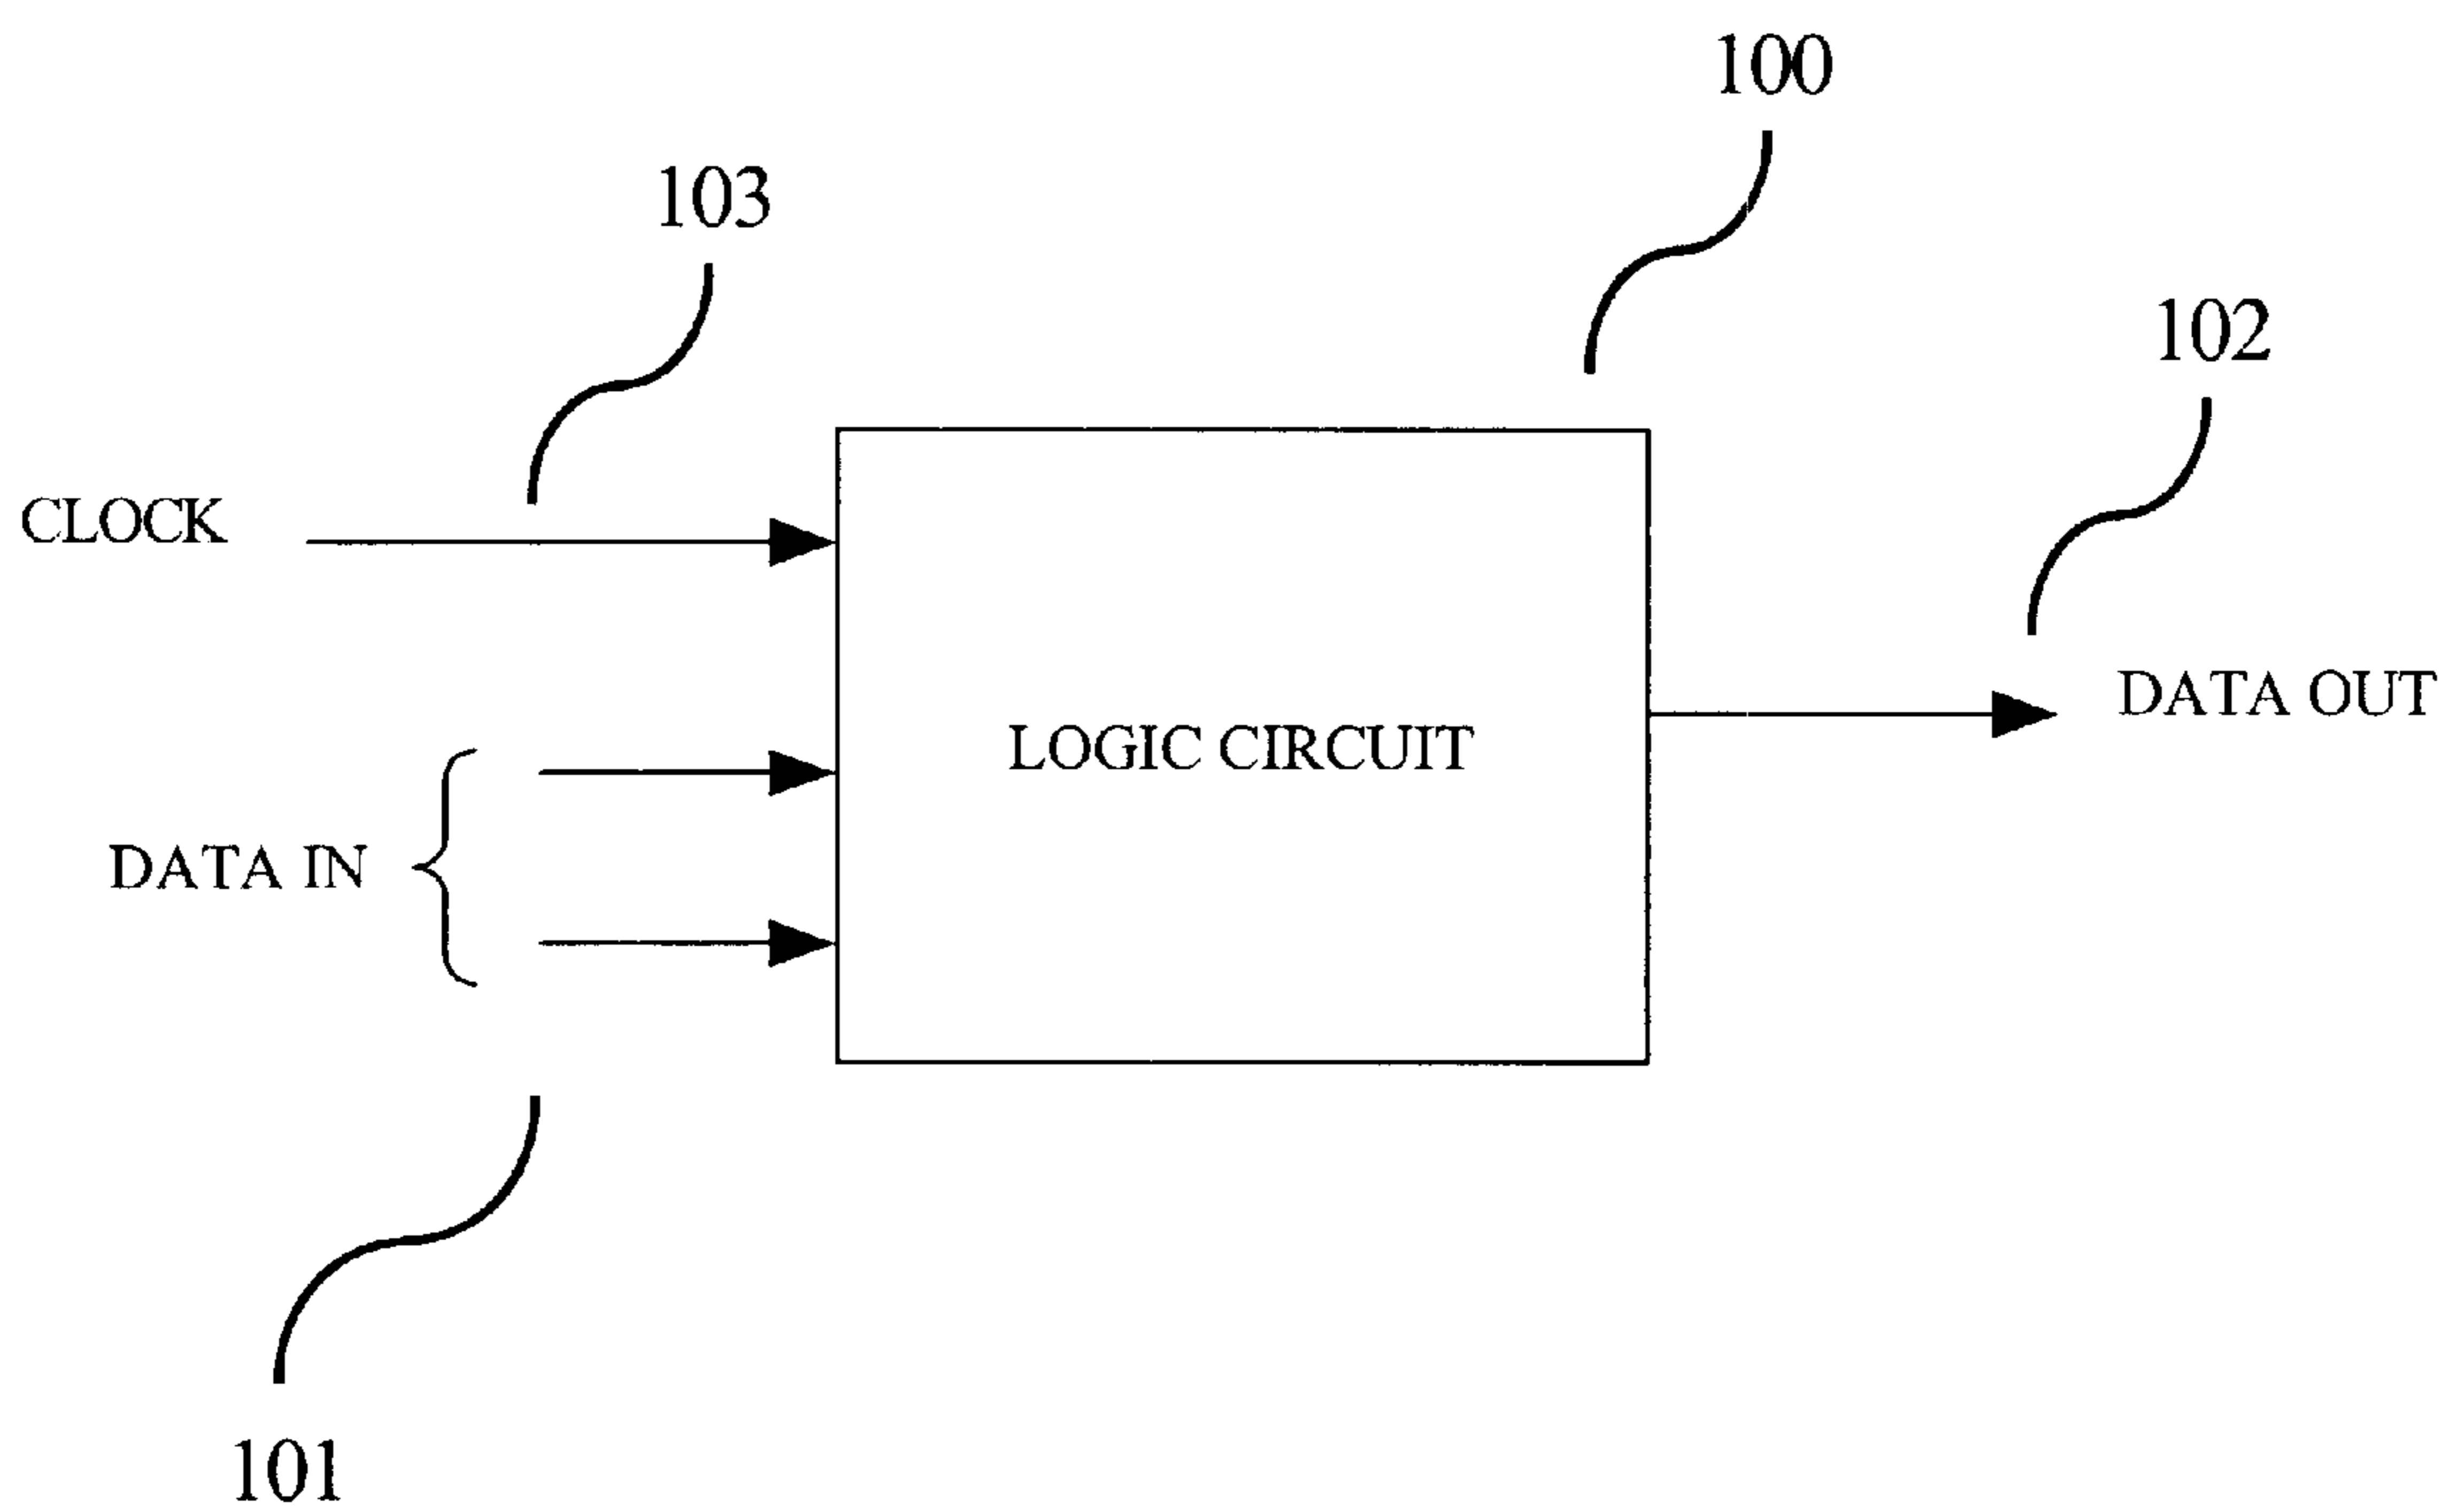 100
103
102
CLOCK
DATA OUT
LOGIC CIRCUIT
DATA IN
101